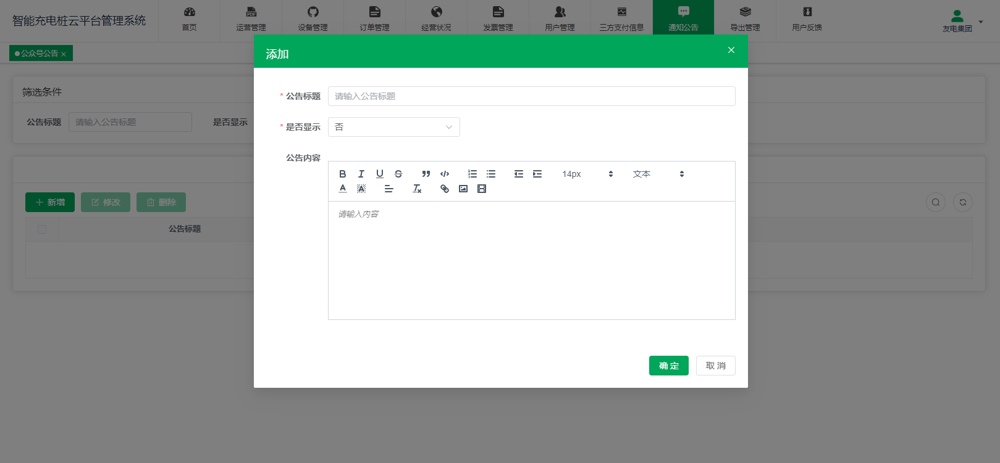 智能充电桩云平台管理系统
首页
运营管理
设备管理
订单管理
经营状况
发票管理
用户管理
三方支付信息
通知公告
导出管理
用户反馈
友电集团
公众号公告
添加
筛选条件
公告标题
请输入公告标题
是否显示
* 公告标题
请输入公告标题
* 是否显示
否
公告内容
14px
文本
请输入内容
新增
修改
删除
公告标题
确 定
取 消